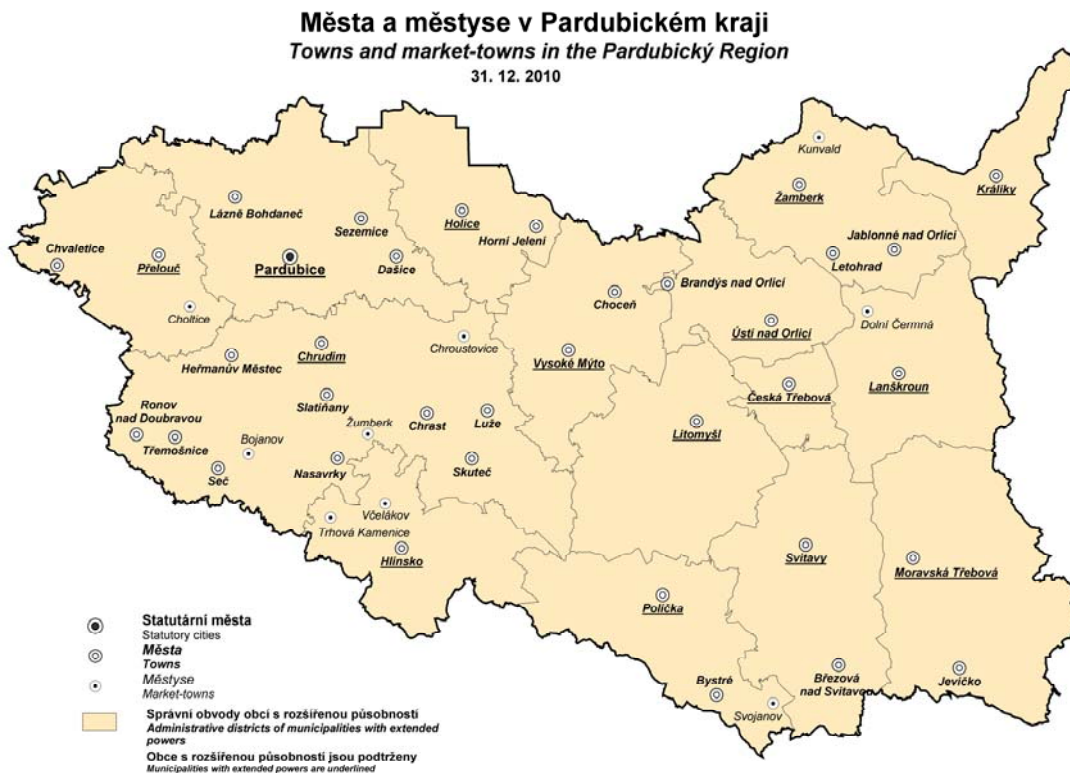 Města a městyse v Pardubickém kraji
Towns and market-towns in the Pardubický Region
31. 12. 2010
Kunvald
Králíky
Žamberk
Lázně Bohdaneč
Holice
Sezemice
Horní Jelení
Jablonné nad Orlicí
Chvaletice
Přelouč
Pardubice
Dašice
Letohrad
Brandýs nad Orlicí
Choceň
Choltice
Dolní Čermná
Ústí nad Orlicí
Chroustovice
Chrudim
Heřmanův Městec
Vysoké Mýto
Lanškroun
Česká Třebová
Slatiňany
Ronov
nad Doubravou
Žumberk
Chrast
Luže
Litomyšl
Třemošnice
Bojanov
Seč
Nasavrky
Skuteč
Včelákov
Trhová Kamenice
Hlinsko
Svitavy
Moravská Třebová
Polička
Bystré
Březová
nad Svitavou
Jevíčko
Svojanov
Statutární města
Statutory cities
Města
Towns
Městyse
Market-towns
Správní obvody obcí s rozšířenou působností
Administrative districts of municipalities with extended
powers
Obce s rozšířenou působností jsou podtrženy
Municipalities with extended powers are underlined